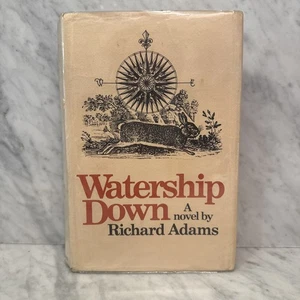 Watership
Down A
novel by
Richard Adams